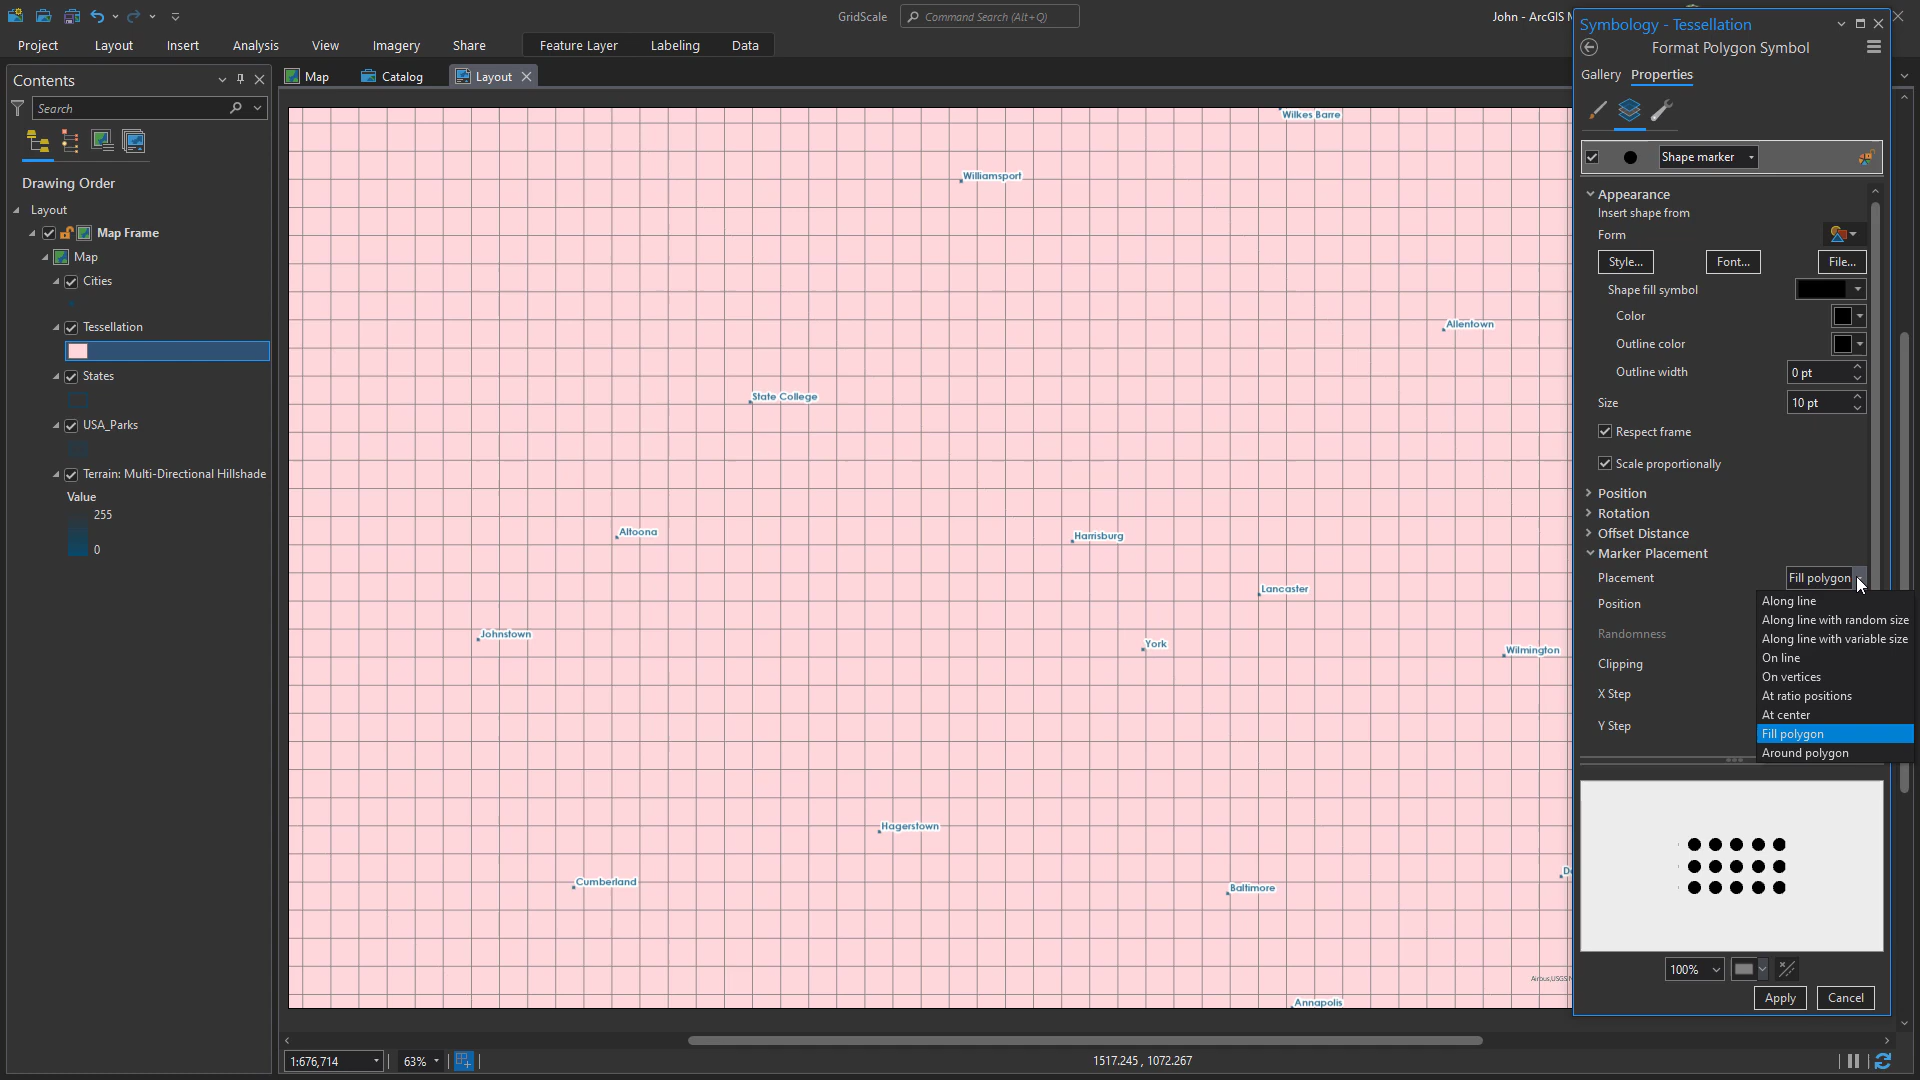 GridScale
Command Search (Alt+Q)
John - ArcGIS
Project
Layout
Insert
Analysis
View
Imagery
Share
Feature Layer
Labeling
Data
Contents
Search
Drawing Order
Layout
Map Frame
Map
Cities
Tessellation
States
USA_Parks
Terrain: Multi-Directional Hillshade
Value
255
0
Map
Catalog
Layout
Wilkes Barre
Williamsport
Allentown
State College
Altoona
Harrisburg
Lancaster
Johnstown
York
Wilmington
Hagerstown
Cumberland
Baltimore
Annapolis
1:676,714
63%
1517.245 , 1072.267
Symbology - Tessellation
Format Polygon Symbol
Gallery
Properties
Shape marker
Appearance
Insert shape from
Form
Style...
Font...
File...
Shape fill symbol
Color
Outline color
Outline width
0 pt
Size
10 pt
Respect frame
Scale proportionally
Position
Rotation
Offset Distance
Marker Placement
Placement
Fill polygon
Position
Randomness
Clipping
X Step
Y Step
Along line
Along line with random size
Along line with variable size
On line
On vertices
At ratio positions
At center
Fill polygon
Around polygon
100%
Apply
Cancel